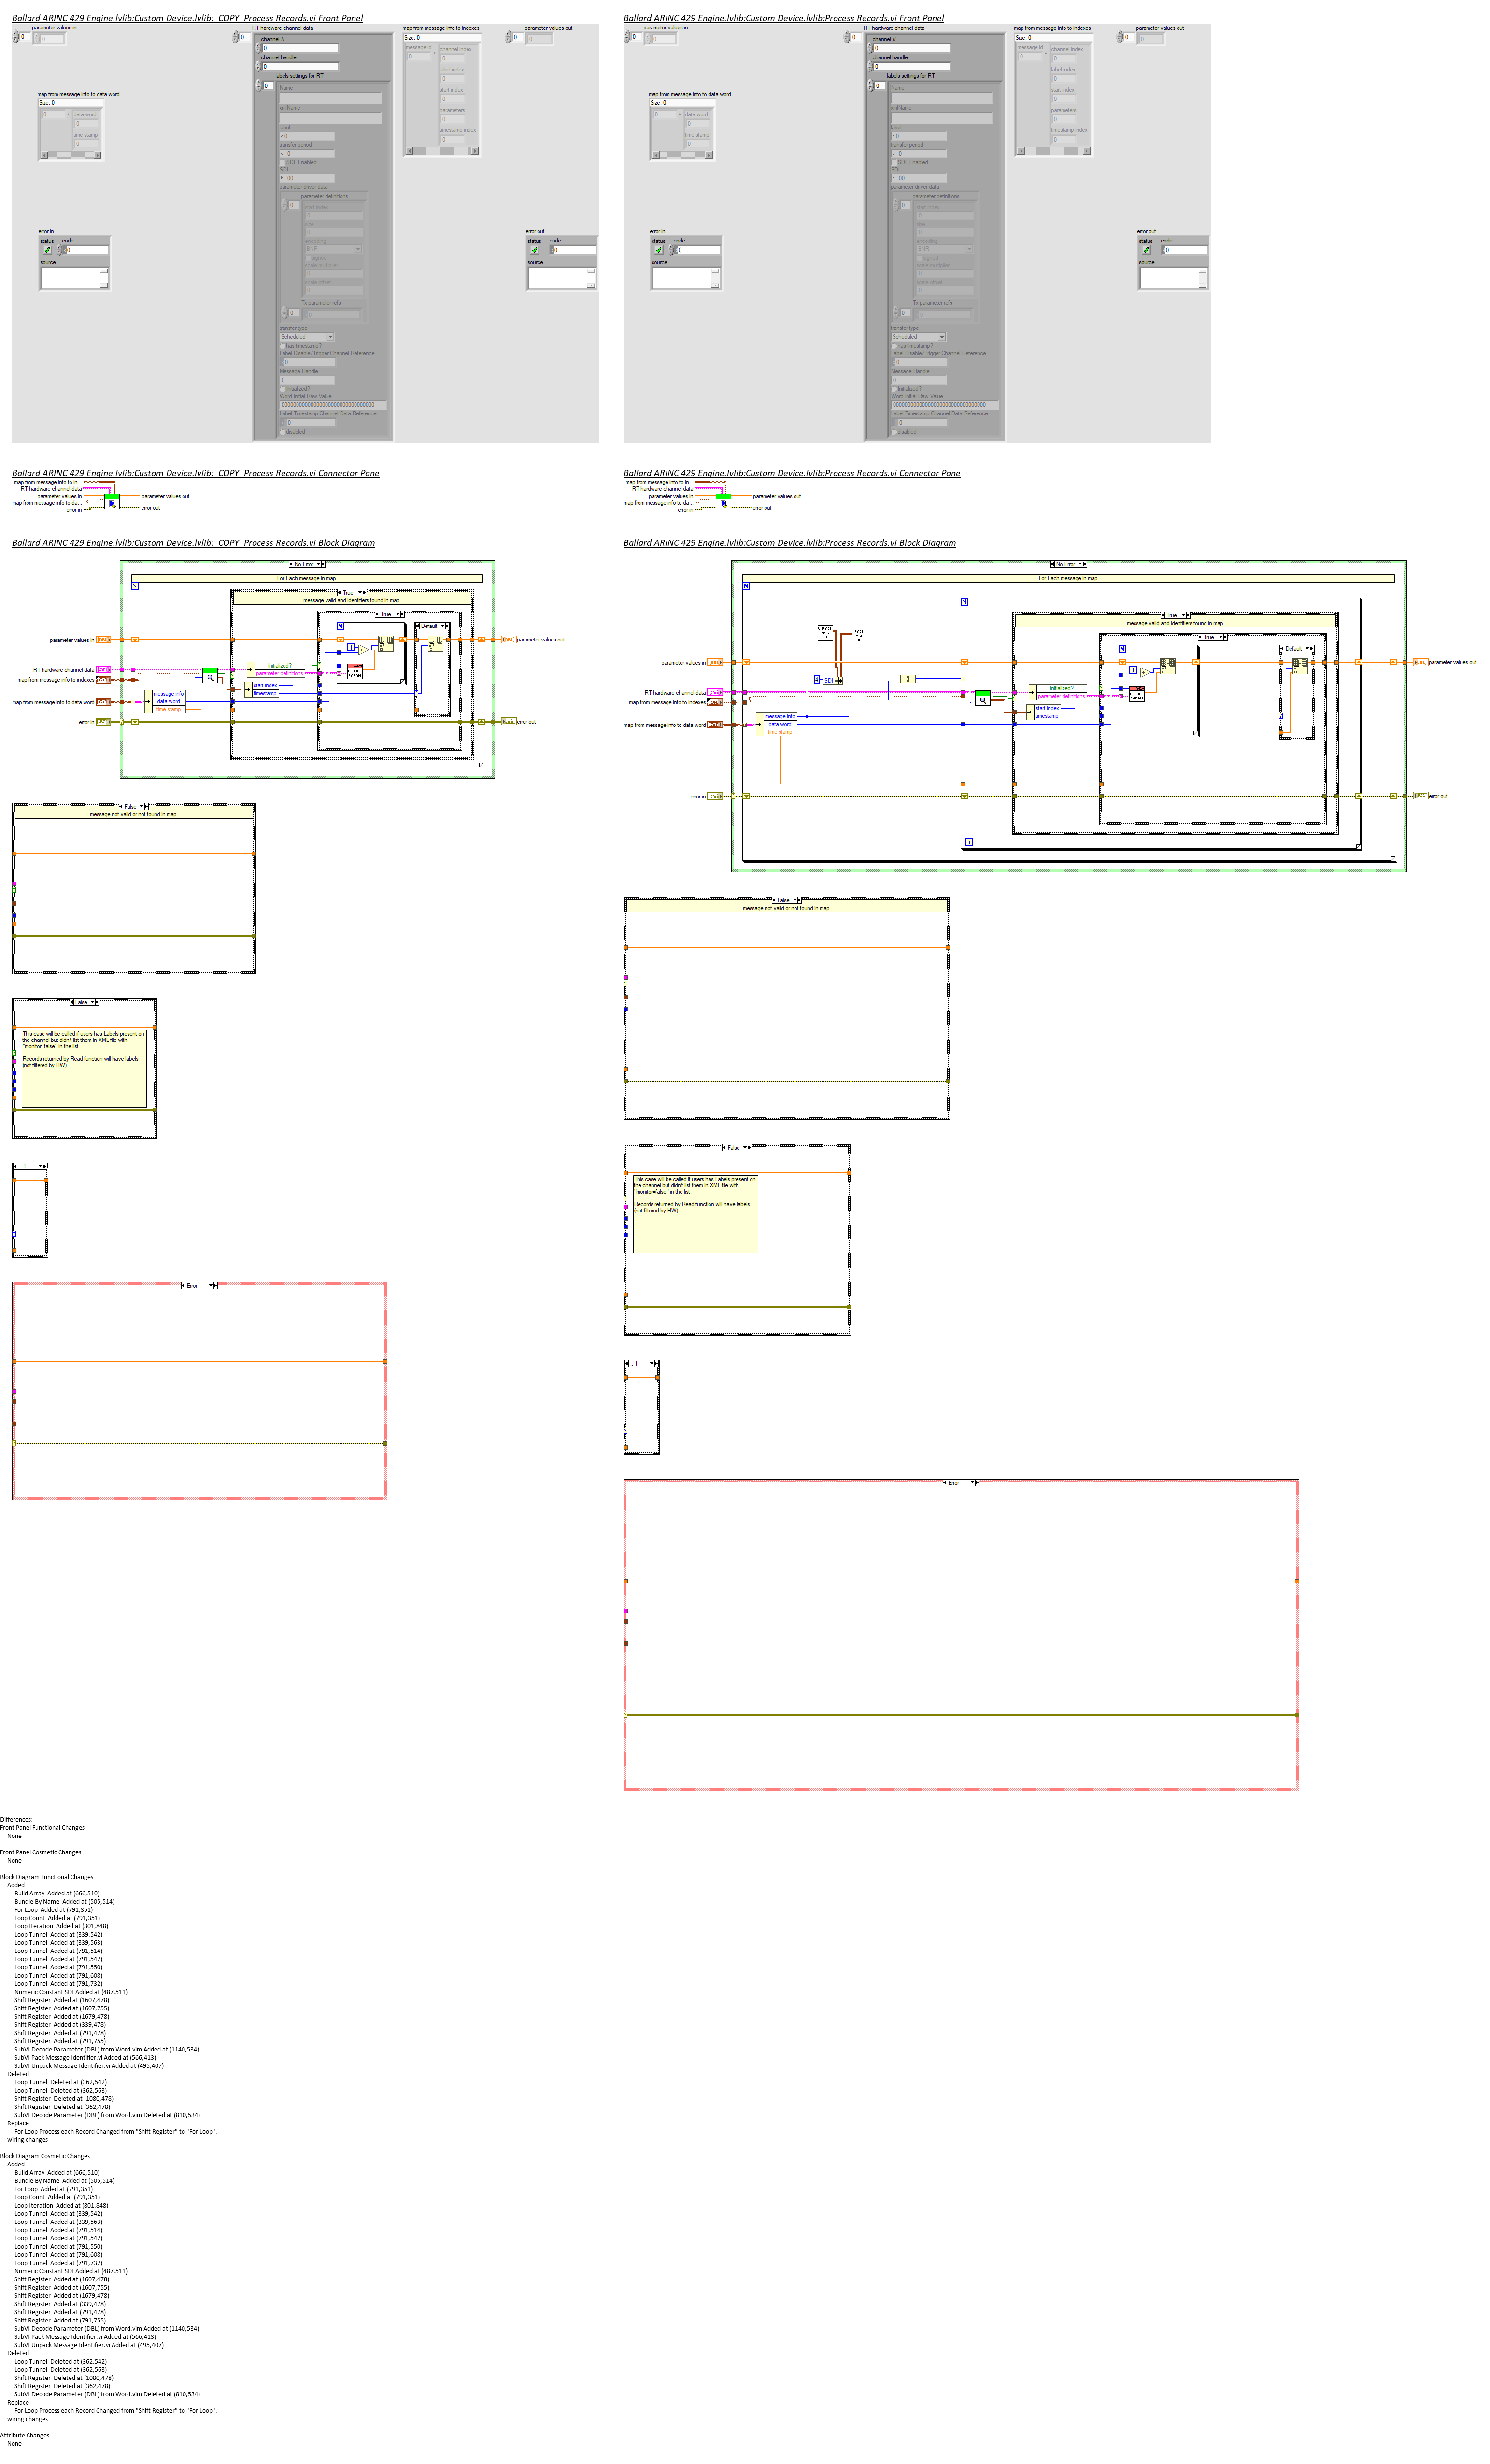 Ballard ARINC 429 Engine.lvlib:Custom Device.lvlib:_COPY_Process Records.vi Front Panel
parameter values in
0
0
RT hardware channel data
0
channel #
0
channel handle
0
labels settings for RT
0
Name
label
0
transfer period
0
SDI_Enabled
SDI
00
parameter driver data
parameter definitions
0
Tx parameter refs
0
transfer type
Scheduled
has timestamp?
Label Disable/Trigger Channel Reference
0
Message Handle
0
initialized?
Word Initial Raw Value
Label Timestamp Channel Data Reference
0
disabled
map from message info to indexes
Size: 0
message id
0
channel index
0
label index
0
start index
0
parameters
0
timestamp index
0
parameter values out
0
0
map from message info to data word
Size: 0
0
data word
0
time stamp
0
error in
status
code
0
source
error out
status
code
0
source
Ballard ARINC 429 Engine.lvlib:Custom Device.lvlib:Process Records.vi Front Panel
parameter values in
0
0
RT hardware channel data
0
channel #
0
channel handle
0
labels settings for RT
0
Name
label
0
transfer period
0
SDI_Enabled
SDI
00
parameter driver data
parameter definitions
0
Tx parameter refs
0
transfer type
Scheduled
has timestamp?
Label Disable/Trigger Channel Reference
0
Message Handle
0
initialized?
Word Initial Raw Value
Label Timestamp Channel Data Reference
0
disabled
map from message info to indexes
Size: 0
message id
0
channel index
0
label index
0
start index
0
parameters
0
timestamp index
0
parameter values out
0
0
map from message info to data word
Size: 0
0
data word
0
time stamp
0
error in
status
code
0
source
error out
status
code
0
source
Ballard ARINC 429 Engine.lvlib:Custom Device.lvlib:_COPY_Process Records.vi Connector Pane
map from message info to in...
RT hardware channel data
parameter values in
map from message info to da...
error in
parameter values out
error out
Ballard ARINC 429 Engine.lvlib:Custom Device.lvlib:Process Records.vi Connector Pane
map from message info to in...
RT hardware channel data
parameter values in
map from message info to da...
error in
parameter values out
error out
Ballard ARINC 429 Engine.lvlib:Custom Device.lvlib:_COPY_Process Records.vi Block Diagram
No Error
For Each message in map
N
True
message valid and identifiers found in map
True
N
Default
i
parameter values in
RT hardware channel data
map from message info to indexes
map from message info to data word
error in
message info
data word
time stamp
Initialized?
parameter definitions
start index
timestamp
DECODE
PARAM
parameter values out
error out
False
message not valid or not found in map
False
This case will be called if users has Labels present on
the channel but didn't list them in XML file with
"monitor=false" in the list.
Records returned by Read function will have labels
(not filtered by HW).
-1
Error
Ballard ARINC 429 Engine.lvlib:Custom Device.lvlib:Process Records.vi Block Diagram
No Error
For Each message in map
N
N
True
message valid and identifiers found in map
True
N
Default
UNPACK
MSG
ID
PACK
MSG
ID
4
SDI
i
parameter values in
RT hardware channel data
map from message info to indexes
map from message info to data word
error in
message info
data word
time stamp
Initialized?
parameter definitions
start index
timestamp
DECODE
PARAM
parameter values out
error out
i
False
message not valid or not found in map
False
This case will be called if users has Labels present on
the channel but didn't list them in XML file with
"monitor=false" in the list.
Records returned by Read function will have labels
(not filtered by HW).
-1
Error
Differences:
Front Panel Functional Changes
None
Front Panel Cosmetic Changes
None
Block Diagram Functional Changes
Added
Build Array  Added at (666,510)
Bundle By Name  Added at (505,514)
For Loop  Added at (791,351)
Loop Count  Added at (791,351)
Loop Iteration  Added at (801,848)
Loop Tunnel  Added at (339,542)
Loop Tunnel  Added at (339,563)
Loop Tunnel  Added at (791,514)
Loop Tunnel  Added at (791,542)
Loop Tunnel  Added at (791,550)
Loop Tunnel  Added at (791,608)
Loop Tunnel  Added at (791,732)
Numeric Constant SDI Added at (487,511)
Shift Register  Added at (1607,478)
Shift Register  Added at (1607,755)
Shift Register  Added at (1679,478)
Shift Register  Added at (339,478)
Shift Register  Added at (791,478)
Shift Register  Added at (791,755)
SubVI Decode Parameter (DBL) from Word.vim Added at (1140,534)
SubVI Pack Message Identifier.vi Added at (566,413)
SubVI Unpack Message Identifier.vi Added at (495,407)
Deleted
Loop Tunnel  Deleted at (362,542)
Loop Tunnel  Deleted at (362,563)
Shift Register  Deleted at (1080,478)
Shift Register  Deleted at (362,478)
SubVI Decode Parameter (DBL) from Word.vim Deleted at (810,534)
Replace
For Loop Process each Record Changed from "Shift Register" to "For Loop".
wiring changes
Block Diagram Cosmetic Changes
Added
Build Array  Added at (666,510)
Bundle By Name  Added at (505,514)
For Loop  Added at (791,351)
Loop Count  Added at (791,351)
Loop Iteration  Added at (801,848)
Loop Tunnel  Added at (339,542)
Loop Tunnel  Added at (339,563)
Loop Tunnel  Added at (791,514)
Loop Tunnel  Added at (791,542)
Loop Tunnel  Added at (791,550)
Loop Tunnel  Added at (791,608)
Loop Tunnel  Added at (791,732)
Numeric Constant SDI Added at (487,511)
Shift Register  Added at (1607,478)
Shift Register  Added at (1607,755)
Shift Register  Added at (1679,478)
Shift Register  Added at (339,478)
Shift Register  Added at (791,478)
Shift Register  Added at (791,755)
SubVI Decode Parameter (DBL) from Word.vim Added at (1140,534)
SubVI Pack Message Identifier.vi Added at (566,413)
SubVI Unpack Message Identifier.vi Added at (495,407)
Deleted
Loop Tunnel  Deleted at (362,542)
Loop Tunnel  Deleted at (362,563)
Shift Register  Deleted at (1080,478)
Shift Register  Deleted at (362,478)
SubVI Decode Parameter (DBL) from Word.vim Deleted at (810,534)
Replace
For Loop Process each Record Changed from "Shift Register" to "For Loop".
wiring changes
Attribute Changes
None